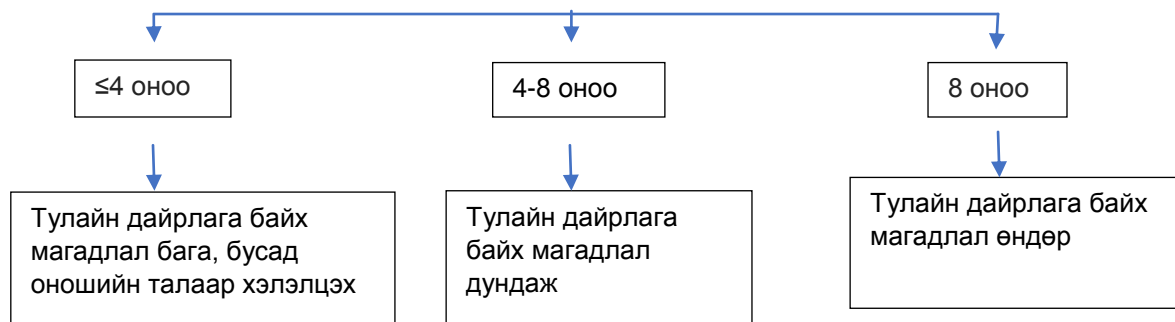 ≤4 оноо
4-8 оноо
8 оноо
Тулайн дайрлага байх
магадлал бага, бусад
оношийн талаар хэлэлцэх
Тулайн дайрлага
байх магадлал
дундаж
Тулайн дайрлага байх
магадлал өндөр